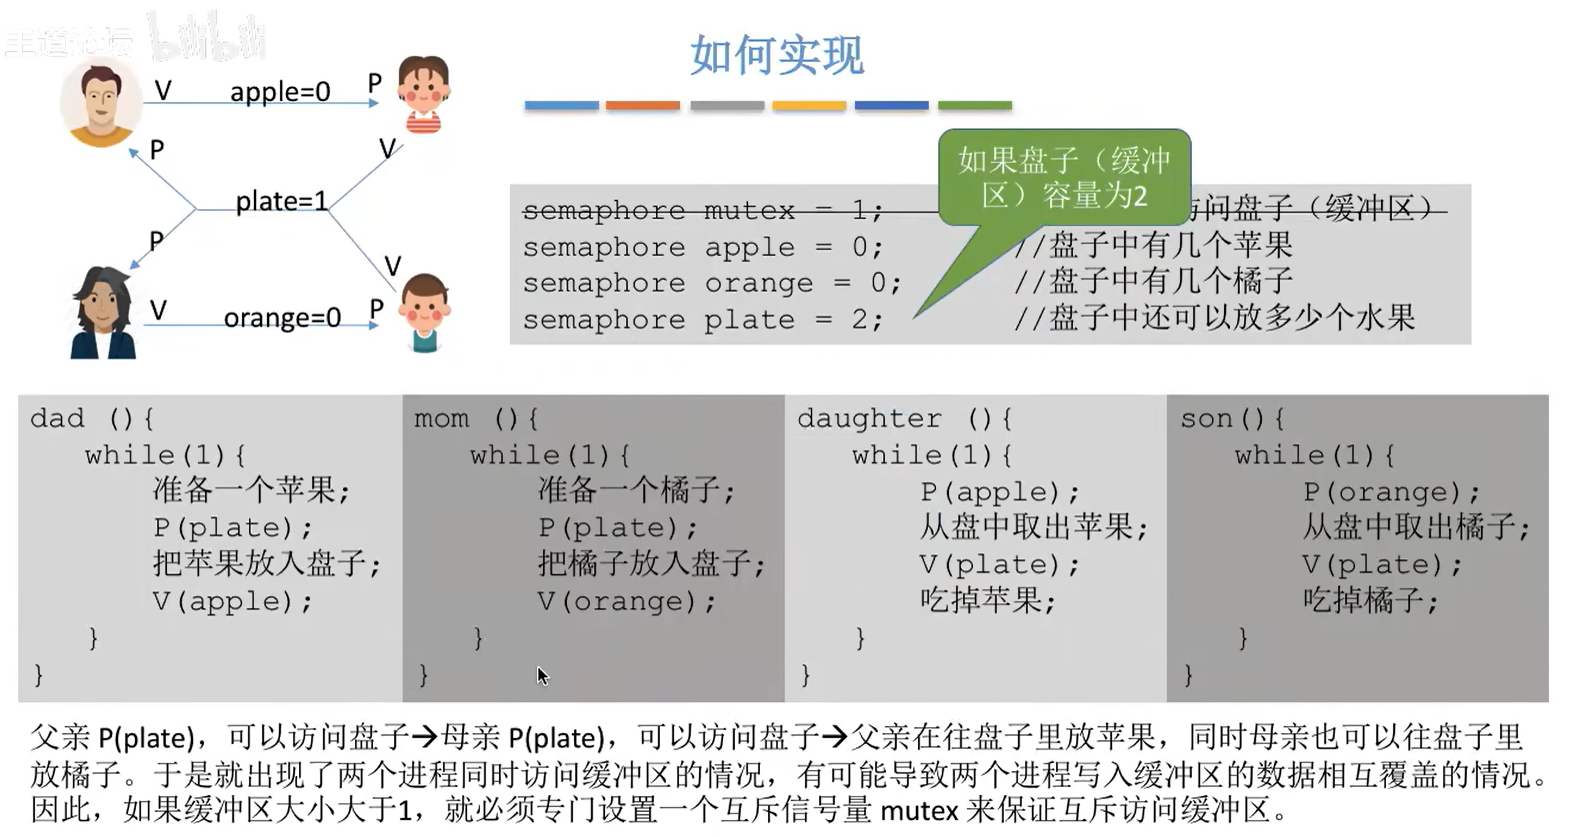 王道论坛 bilibili
如何实现
V apple=0 P
P V
plate=1
P V
V orange=0 P
如果盘子（缓冲
区）容量为2
semaphore mutex = 1; 问盘子（缓冲区）
semaphore apple = 0; //盘子中有几个苹果
semaphore orange = 0; //盘子中有几个橘子
semaphore plate = 2; //盘子中还可以放多少个水果
dad (){
while(1){
准备一个苹果;
P(plate);
把苹果放入盘子;
V(apple);
}
}
mom (){
while(1){
准备一个橘子;
P(plate);
把橘子放入盘子;
V(orange);
}
}
daughter (){
while(1){
P(apple);
从盘中取出苹果;
V(plate);
吃掉苹果;
}
}
son(){
while(1){
P(orange);
从盘中取出橘子;
V(plate);
吃掉橘子;
}
}
父亲 P(plate)，可以访问盘子→母亲 P(plate)，可以访问盘子→父亲在往盘子里放苹果，同时母亲也可以往盘子里
放橘子。于是就出现了两个进程同时访问缓冲区的情况，有可能导致两个进程写入缓冲区的数据相互覆盖的情况。
因此，如果缓冲区大小大于1，就必须专门设置一个互斥信号量 mutex 来保证互斥访问缓冲区。